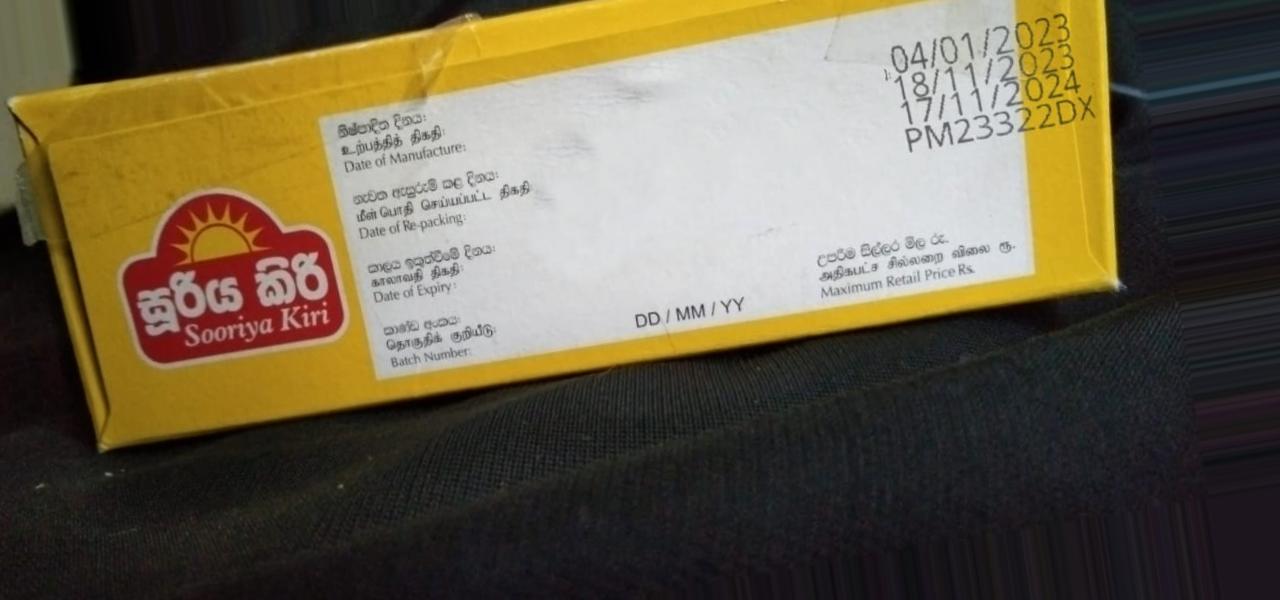 සූරිය කිරි
Sooriya Kiri
නිෂ්පාදිත දිනය:
உற்பத்தித் திகதி:
Date of Manufacture:
නැවත ඇසුරුම් කළ දිනය:
மீள் பொதி செய்யப்பட்ட திகதி
Date of Re-packing:
කාලය ඉකුත්වීමේ දිනය:
காலாவதி திகதி:
Date of Expiry:
කාණ්ඩ අංකය:
தொகுதிக் குறியீடு:
Batch Number:
DD / MM / YY
04/01/2023
18/11/2023
17/11/2024
PM23322DX
උපරිම සිල්ලර මිල රු.
அதிகபட்ச சில்லறை விலை ரூ.
Maximum Retail Price Rs.